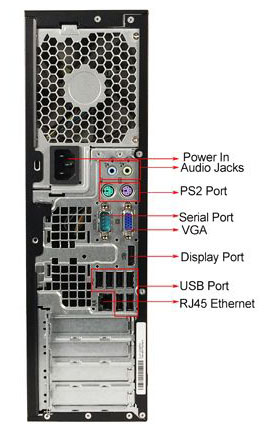 Power In
Audio Jacks
PS2 Port
Serial Port
VGA
Display Port
USB Port
RJ45 Ethernet